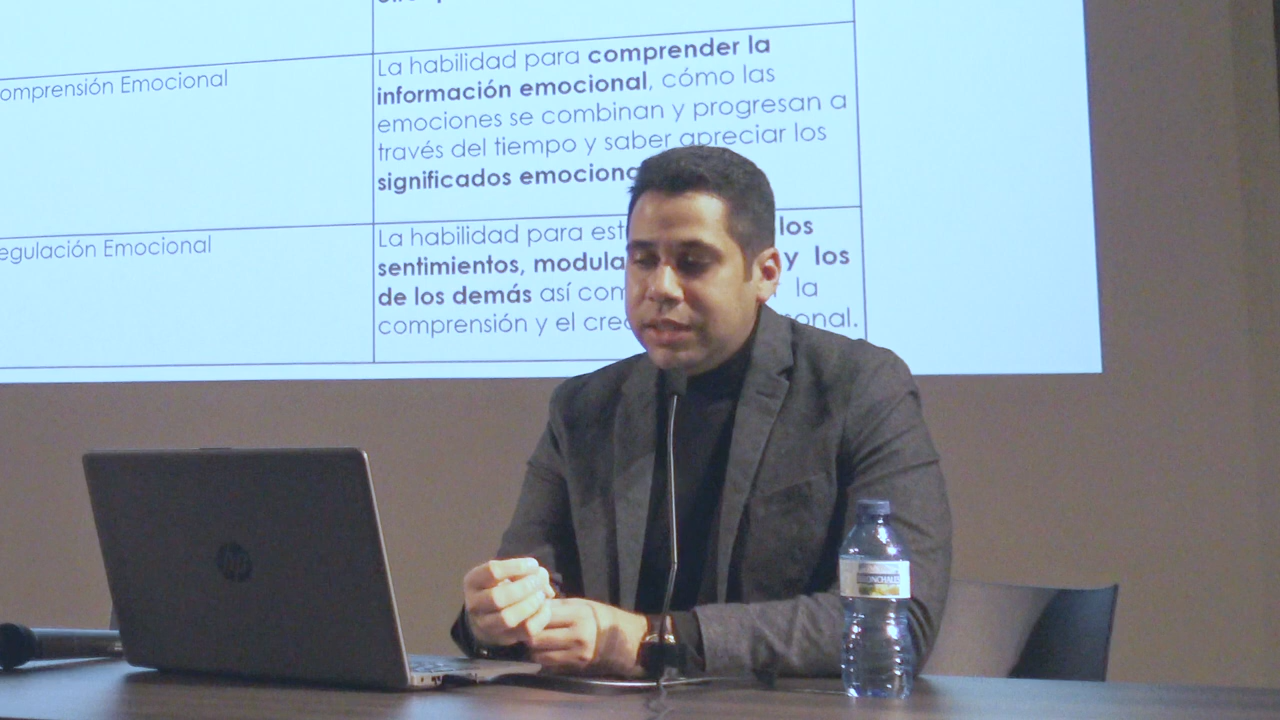 omprensión Emocional
La habilidad para comprender la
información emocional, cómo las
emociones se combinan y progresan a
través del tiempo y saber apreciar los
significados emociona
egulación Emocional
La habilidad para est los
sentimientos, modula y los
de los demás así com la
comprensión y el cre sonal.
hp